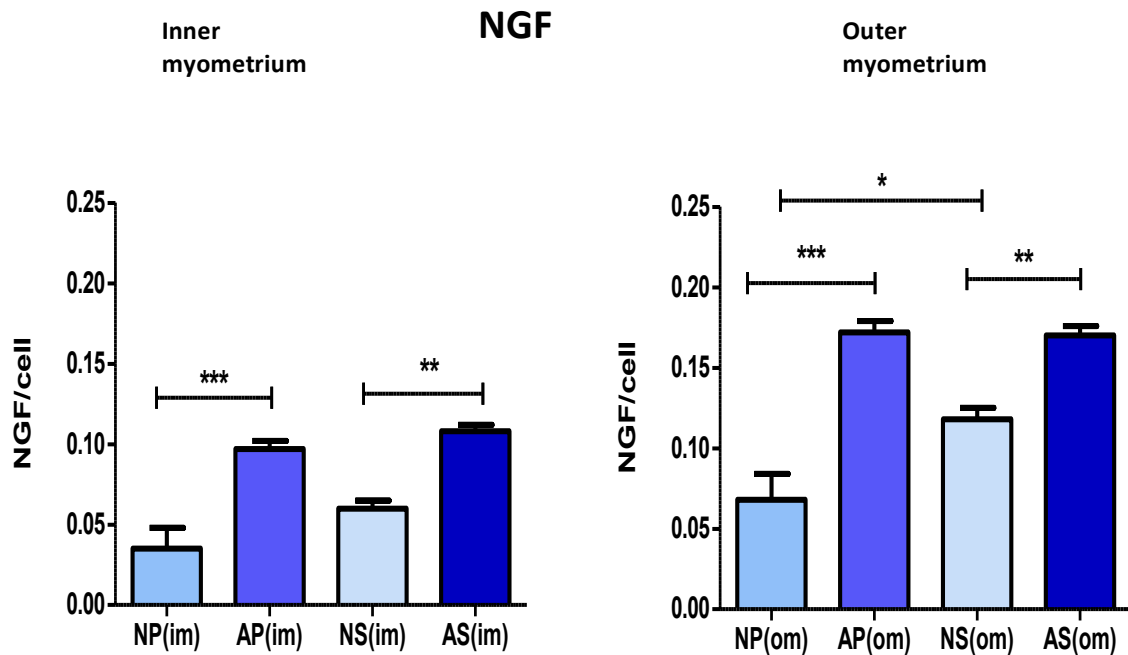 NGF
Inner
myometrium
Outer
myometrium
NGF/cell
0.25
0.20
0.15
0.10
0.05
0.00
***
**
NP(im) AP(im) NS(im) AS(im)
NGF/cell
0.25
0.20
0.15
0.10
0.05
0.00
*
***
**
NP(om) AP(om) NS(om) AS(om)